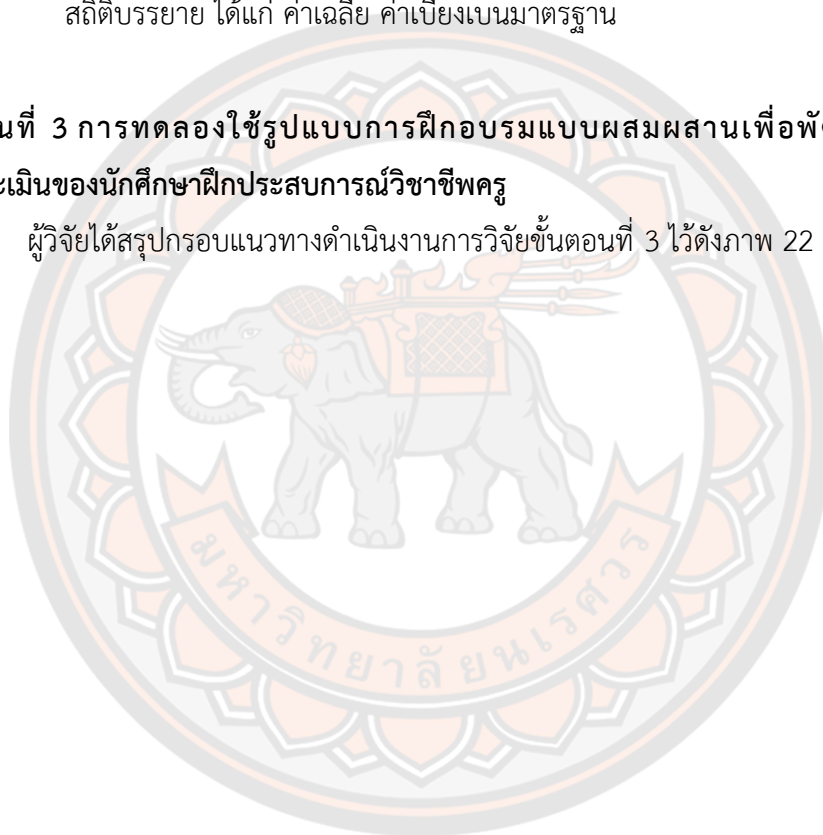 สถิติบรรยาย ได้แก่ ค่าเฉลี่ย ค่าเบี่ยงเบนมาตรฐาน
นที่ 3 การทดลองใช้รูปแบบการฝึกอบรมแบบผสมผสานเพื่อพั
ะเมินของนักศึกษาฝึกประสบการณ์วิชาชีพครู
ผู้วิจัยได้สรุปกรอบแนวทางดำเนินงานการวิจัยขั้นตอนที่ 3 ไว้ดังภาพ 22
มหาวิทยาลัยนเรศวร